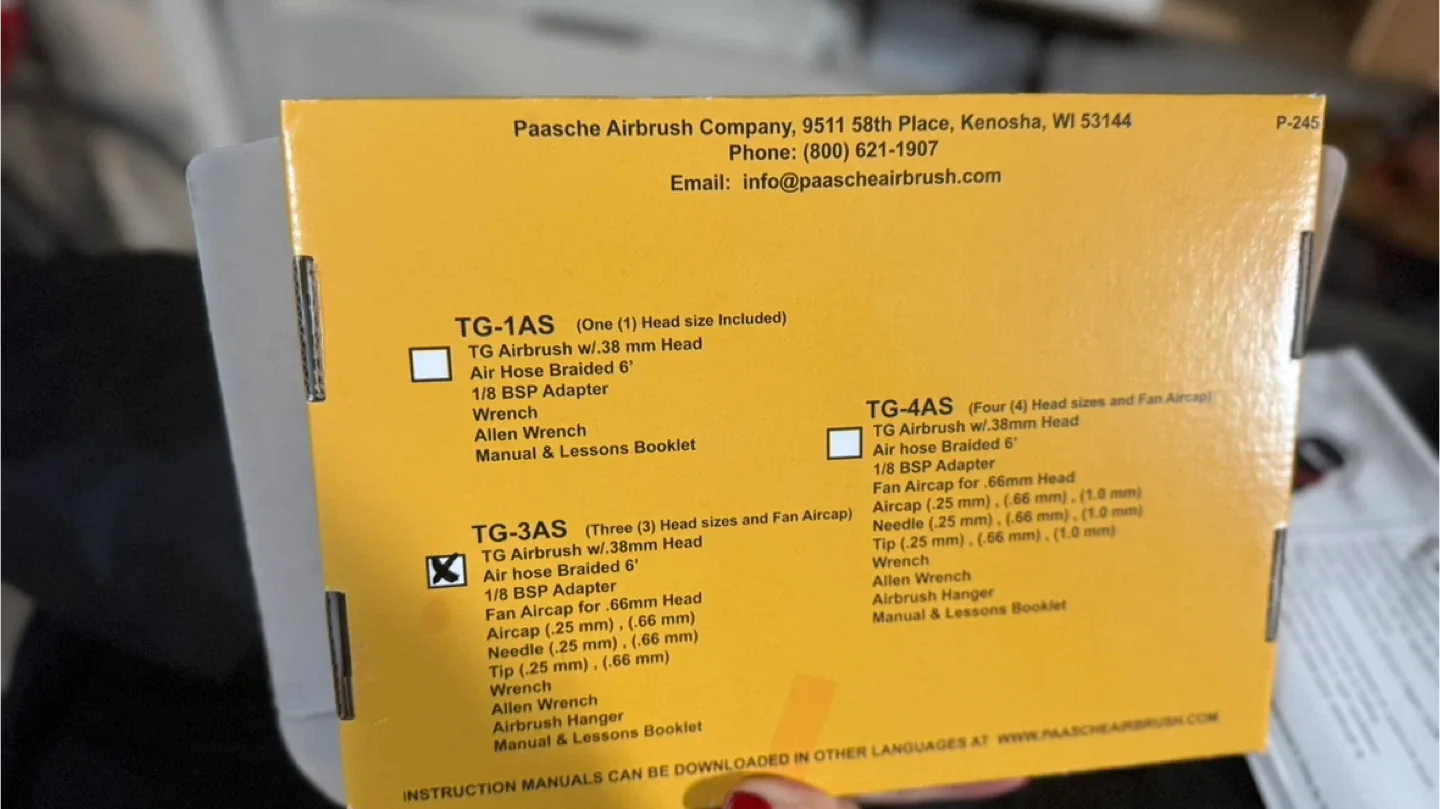 Paasche Airbrush Company, 9511 58th Place, Kenosha, WI 53144
P-245
Phone: (800) 621-1907
Email: info@paascheairbrush.com
TG-1AS (One (1) Head size Included)
TG Airbrush w/.38 mm Head
Air Hose Braided 6'
1/8 BSP Adapter
Wrench
Allen Wrench
Manual & Lessons Booklet
TG-3AS (Three (3) Head sizes and Fan Aircap)
TG Airbrush w/.38mm Head
Air hose Braided 6'
1/8 BSP Adapter
Fan Aircap for .66mm Head
Aircap (.25 mm) , (.66 mm)
Needle (.25 mm) , (.66 mm)
Tip (.25 mm) , (.66 mm)
Wrench
Allen Wrench
Airbrush Hanger
Manual & Lessons Booklet
TG-4AS (Four (4) Head sizes and Fan Aircap)
TG Airbrush w/.38mm Head
Air hose Braided 6'
1/8 BSP Adapter
Fan Aircap for .66mm Head
Aircap (.25 mm) , (.66 mm) , (1.0 mm)
Needle (.25 mm) , (.66 mm) , (1.0 mm)
Tip (.25 mm) , (.66 mm) , (1.0 mm)
Wrench
Allen Wrench
Airbrush Hanger
Manual & Lessons Booklet
INSTRUCTION MANUALS CAN BE DOWNLOADED IN OTHER LANGUAGES AT WWW.PAASCHEAIRBRUSH.COM